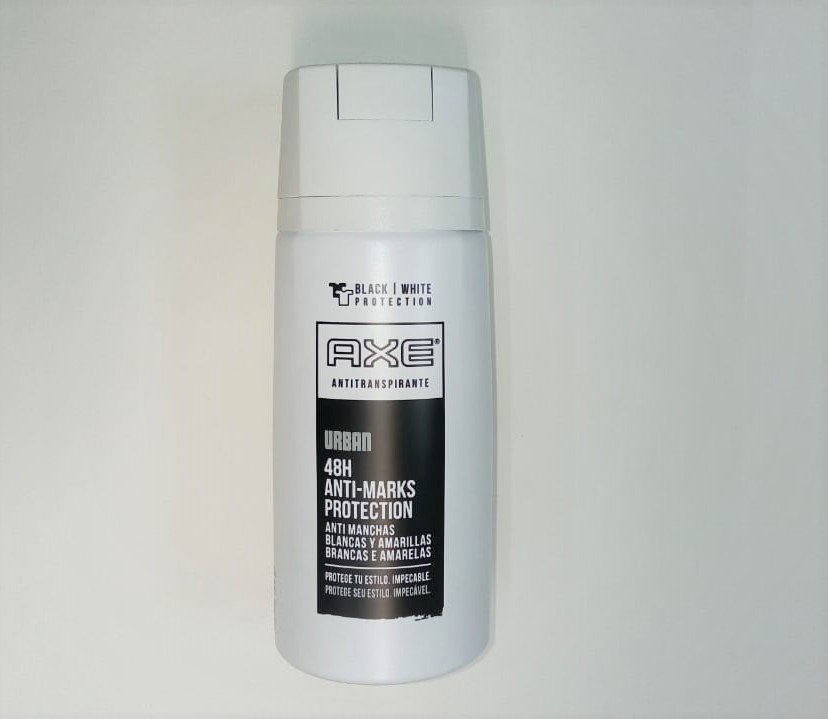 BLACK | WHITE
PROTECTION
AXE®
ANTITRANSPIRANTE
URBAN
48H
ANTI-MARKS
PROTECTION
ANTI MANCHAS
BLANCAS Y AMARILLAS
BRANCAS E AMARELAS
PROTEGE TU ESTILO. IMPECABLE.
PROTEGE SEU ESTILO. IMPECÁVEL.